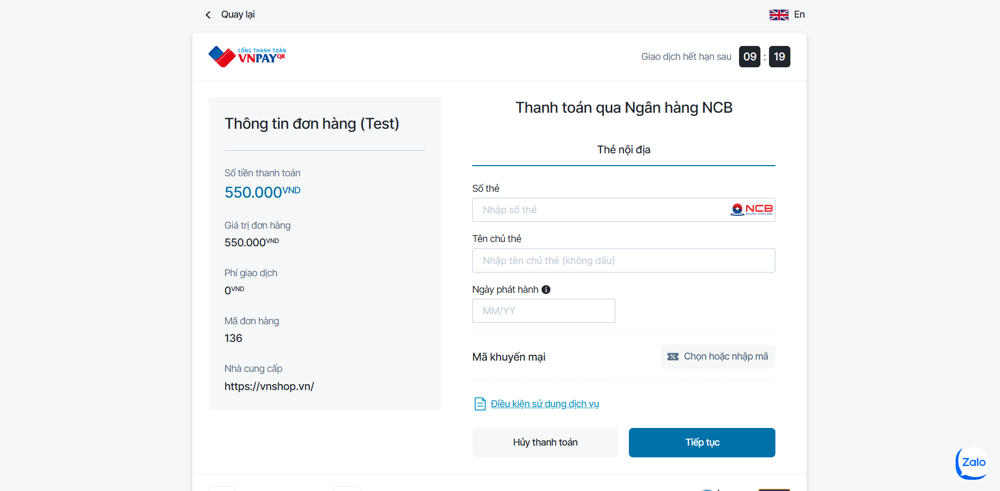 Quay lại
En
CỔNG THANH TOÁN
VNPAYQR
Giao dịch hết hạn sau 09 : 19
Thông tin đơn hàng (Test)
Số tiền thanh toán
550.000VND
Giá trị đơn hàng
550.000VND
Phí giao dịch
0VND
Mã đơn hàng
136
Nhà cung cấp
https://vnshop.vn/
Thanh toán qua Ngân hàng NCB
Thẻ nội địa
Số thẻ
Nhập số thẻ
NCB
NATIONAL CITIZEN BANK
Tên chủ thẻ
Nhập tên chủ thẻ (không dấu)
Ngày phát hành
MM/YY
Mã khuyến mại
Chọn hoặc nhập mã
Điều kiện sử dụng dịch vụ
Hủy thanh toán
Tiếp tục
Zalo